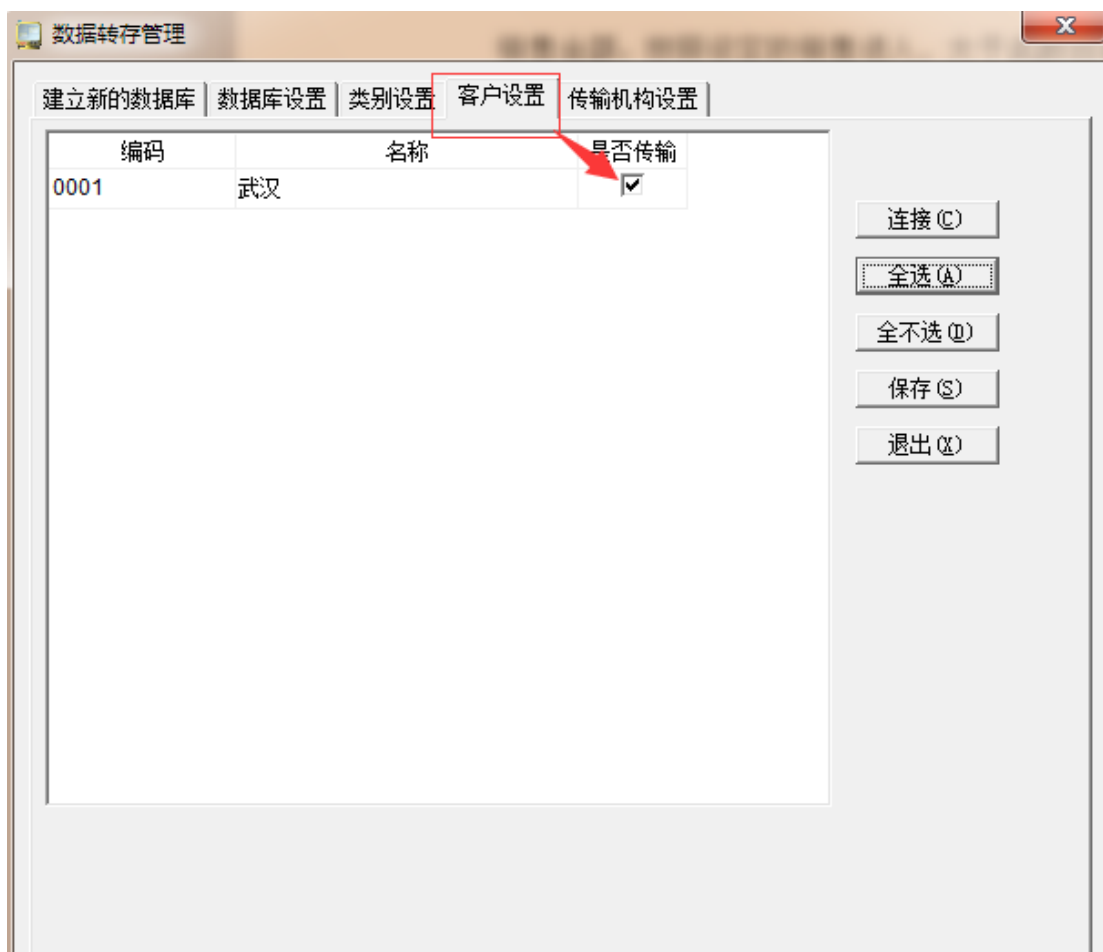 数据转存管理
建立新的数据库 数据库设置 类别设置 客户设置 传输机构设置
编码 名称 是否传输
0001 武汉
连接(C)
全选(A)
全不选(D)
保存(S)
退出(X)